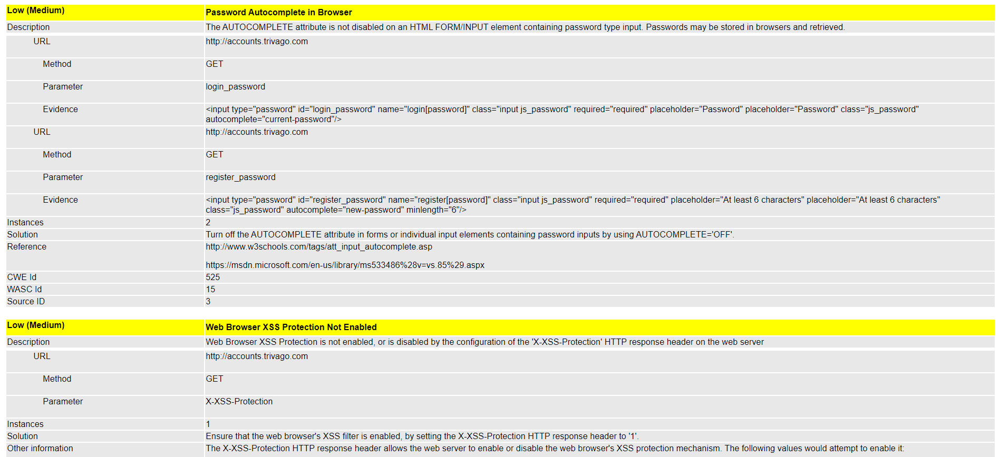 Low (Medium) Password Autocomplete in Browser
Description The AUTOCOMPLETE attribute is not disabled on an HTML FORM/INPUT element containing password type input. Passwords may be stored in browsers and retrieved.
URL http://accounts.trivago.com
Method GET
Parameter login_password
Evidence <input type="password" id="login_password" name="login[password]" class="input js_password" required="required" placeholder="Password" placeholder="Password" class="js_password"
autocomplete="current-password"/>
URL http://accounts.trivago.com
Method GET
Parameter register_password
Evidence <input type="password" id="register_password" name="register[password]" class="input js_password" required="required" placeholder="At least 6 characters" placeholder="At least 6 characters"
class="js_password" autocomplete="new-password" minlength="6"/>
Instances 2
Solution Turn off the AUTOCOMPLETE attribute in forms or individual input elements containing password inputs by using AUTOCOMPLETE='OFF'.
Reference http://www.w3schools.com/tags/att_input_autocomplete.asp
https://msdn.microsoft.com/en-us/library/ms533486%28v=vs.85%29.aspx
CWE Id 525
WASC Id 15
Source ID 3
Low (Medium) Web Browser XSS Protection Not Enabled
Description Web Browser XSS Protection is not enabled, or is disabled by the configuration of the 'X-XSS-Protection' HTTP response header on the web server
URL http://accounts.trivago.com
Method GET
Parameter X-XSS-Protection
Instances 1
Solution Ensure that the web browser's XSS filter is enabled, by setting the X-XSS-Protection HTTP response header to '1'.
Other information The X-XSS-Protection HTTP response header allows the web server to enable or disable the web browser's XSS protection mechanism. The following values would attempt to enable it: